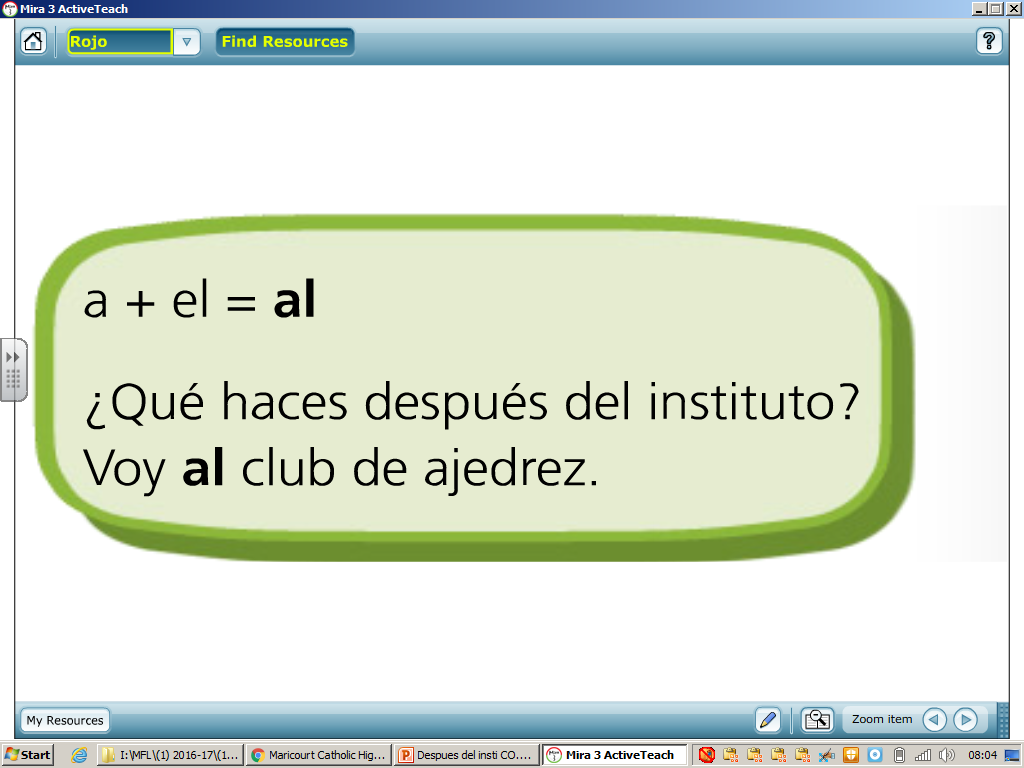 Mira 3 ActiveTeach
Rojo
Find Resources
?
a + el = al
¿Qué haces después del instituto?
Voy al club de ajedrez.
My Resources
Zoom item
Start
I:\MFL\(1) 2016-17\(1...
Maricourt Catholic Hig...
Despues del insti CO....
Mira 3 ActiveTeach
08:04